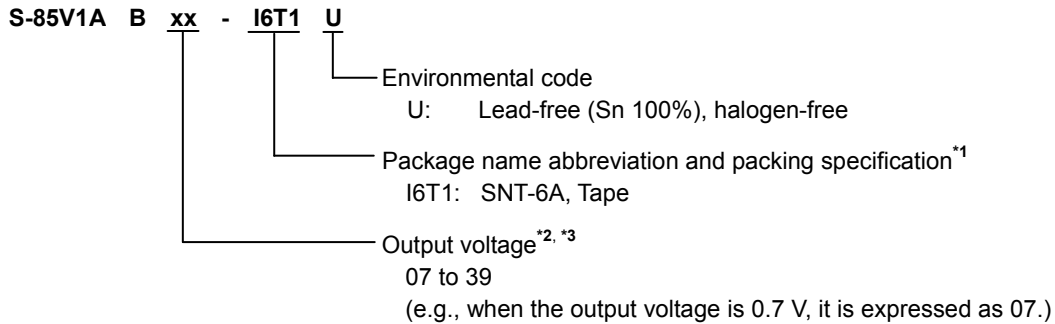 S-85V1A B xx - I6T1 U
Environmental code
U: Lead-free (Sn 100%), halogen-free
Package name abbreviation and packing specification*1
I6T1: SNT-6A, Tape
Output voltage*2, *3
07 to 39
(e.g., when the output voltage is 0.7 V, it is expressed as 07.)